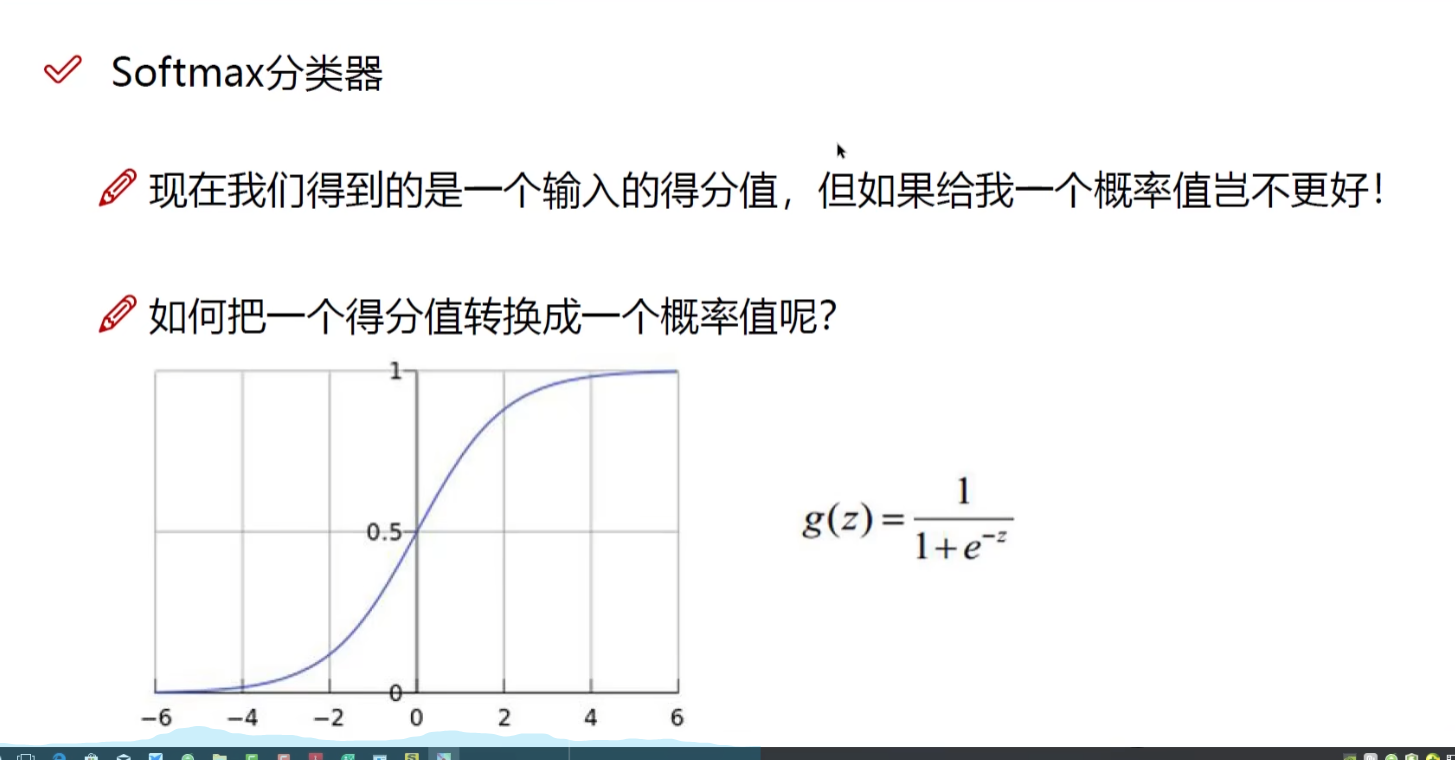 Softmax分类器
现在我们得到的是一个输入的得分值，但如果给我一个概率值岂不更好！
如何把一个得分值转换成一个概率值呢？
1
0.5
0
−6 −4 −2 0 2 4 6
g(z)=1/(1+e^{−z})